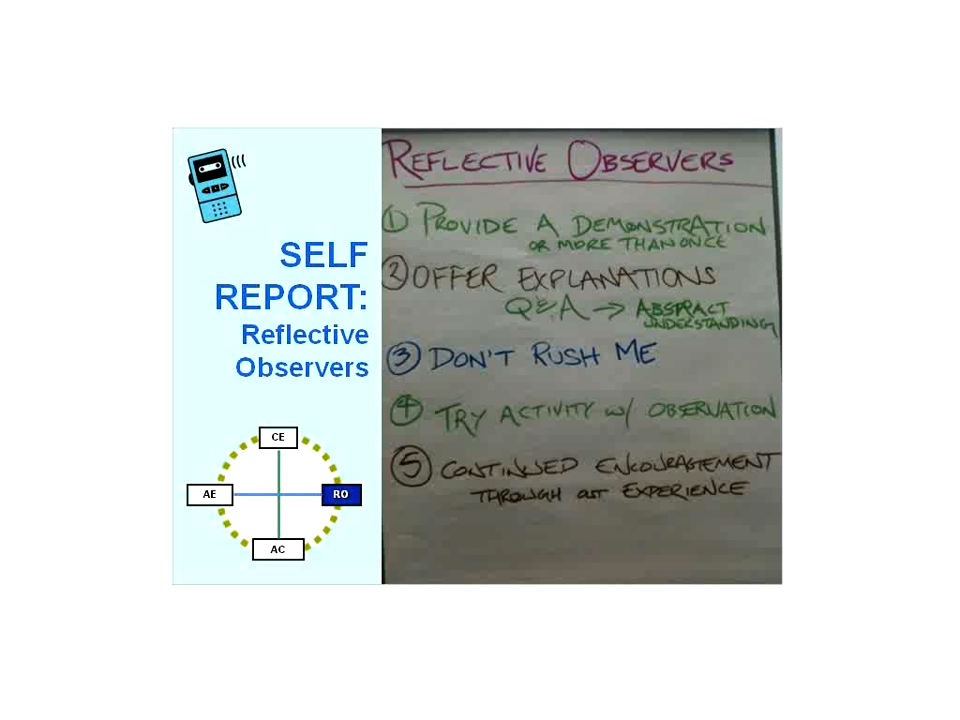 SELF
REPORT:
Reflective
Observers
CE
AE
RO
AC
REFLECTIVE OBSERVERS
1 PROVIDE A DEMONSTRATION
OR MORE THAN ONCE
2 OFFER EXPLANATIONS
Q&A → ABSTRACT
UNDERSTANDING
3 DON'T RUSH ME
4 TRY ACTIVITY W/ OBSERVATION
5 CONTINUED ENCOURAGEMENT
THROUGH OUT EXPERIENCE